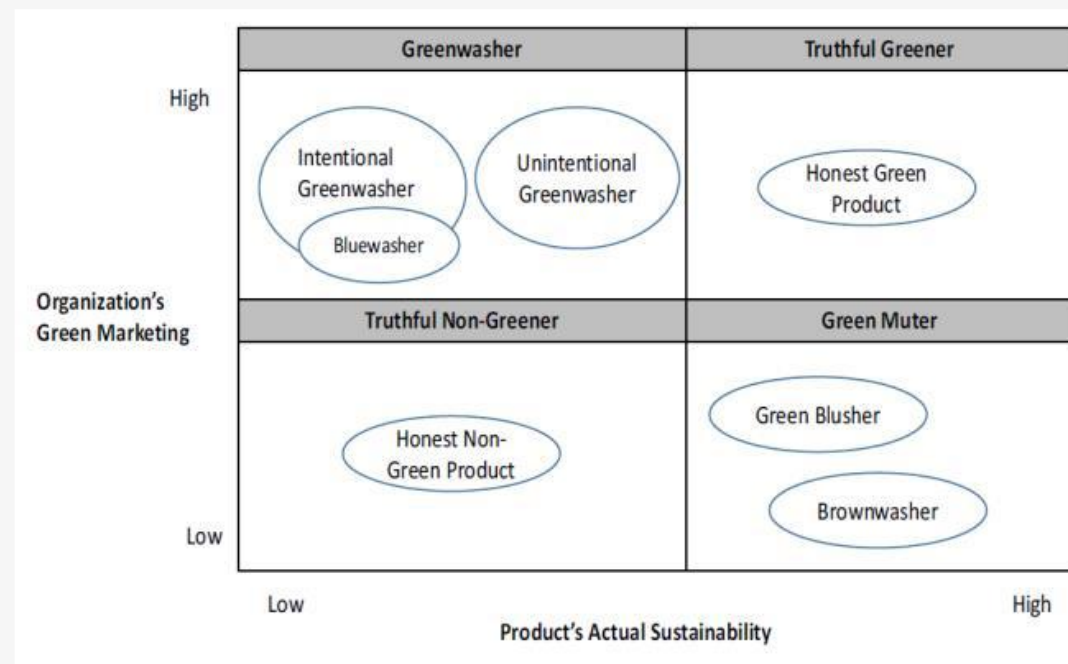 Greenwasher
Truthful Greener
High
Intentional
Greenwasher
Unintentional
Greenwasher
Honest Green
Product
Bluewasher
Organization's
Green Marketing
Truthful Non-Greener
Green Muter
Green Blusher
Honest Non-
Green Product
Brownwasher
Low
Low
High
Product's Actual Sustainability